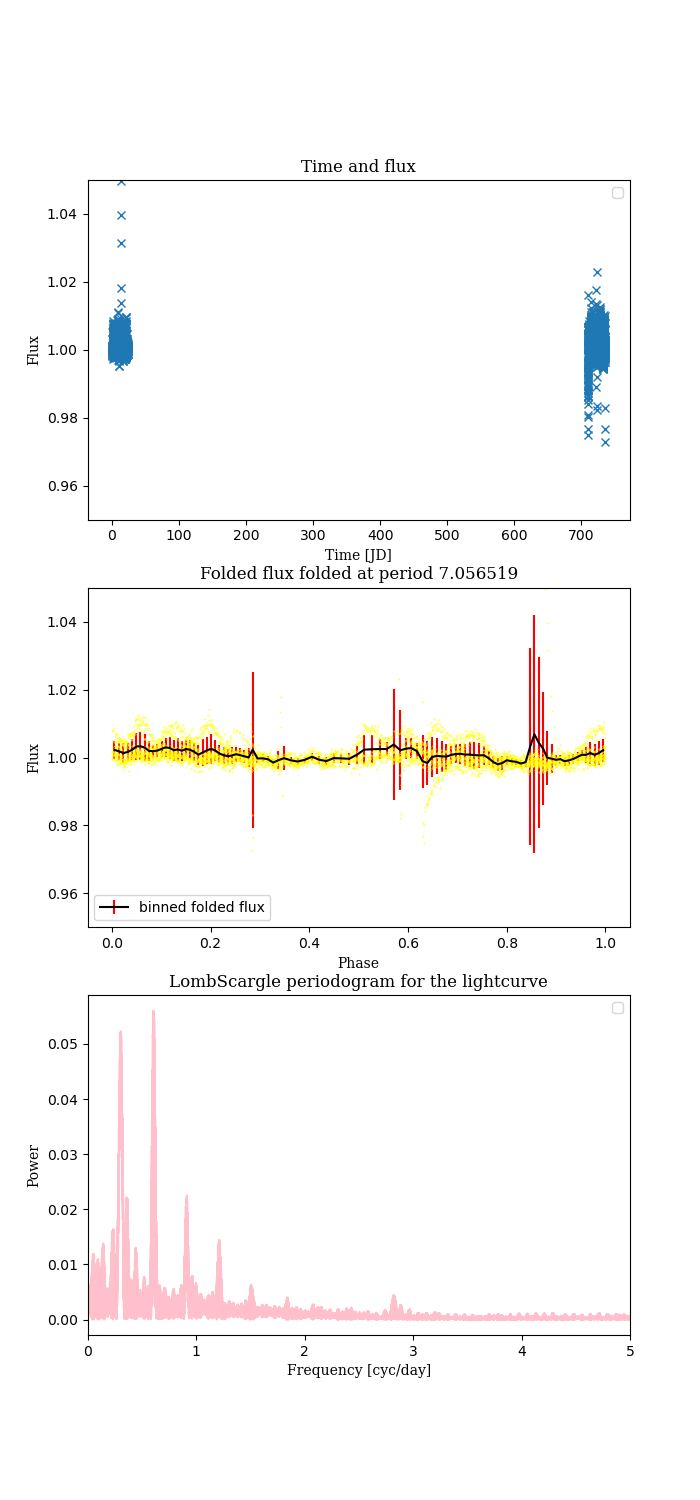 Time and flux
1.04
1.02
1.00
0.98
0.96
Flux
0 100 200 300 400 500 600 700
Time [JD]
Folded flux folded at period 7.056519
1.04
1.02
1.00
0.98
0.96
Flux
binned folded flux
0.0 0.2 0.4 0.6 0.8 1.0
Phase
LombScargle periodogram for the lightcurve
0.05
0.04
0.03
0.02
0.01
0.00
Power
0 1 2 3 4 5
Frequency [cyc/day]